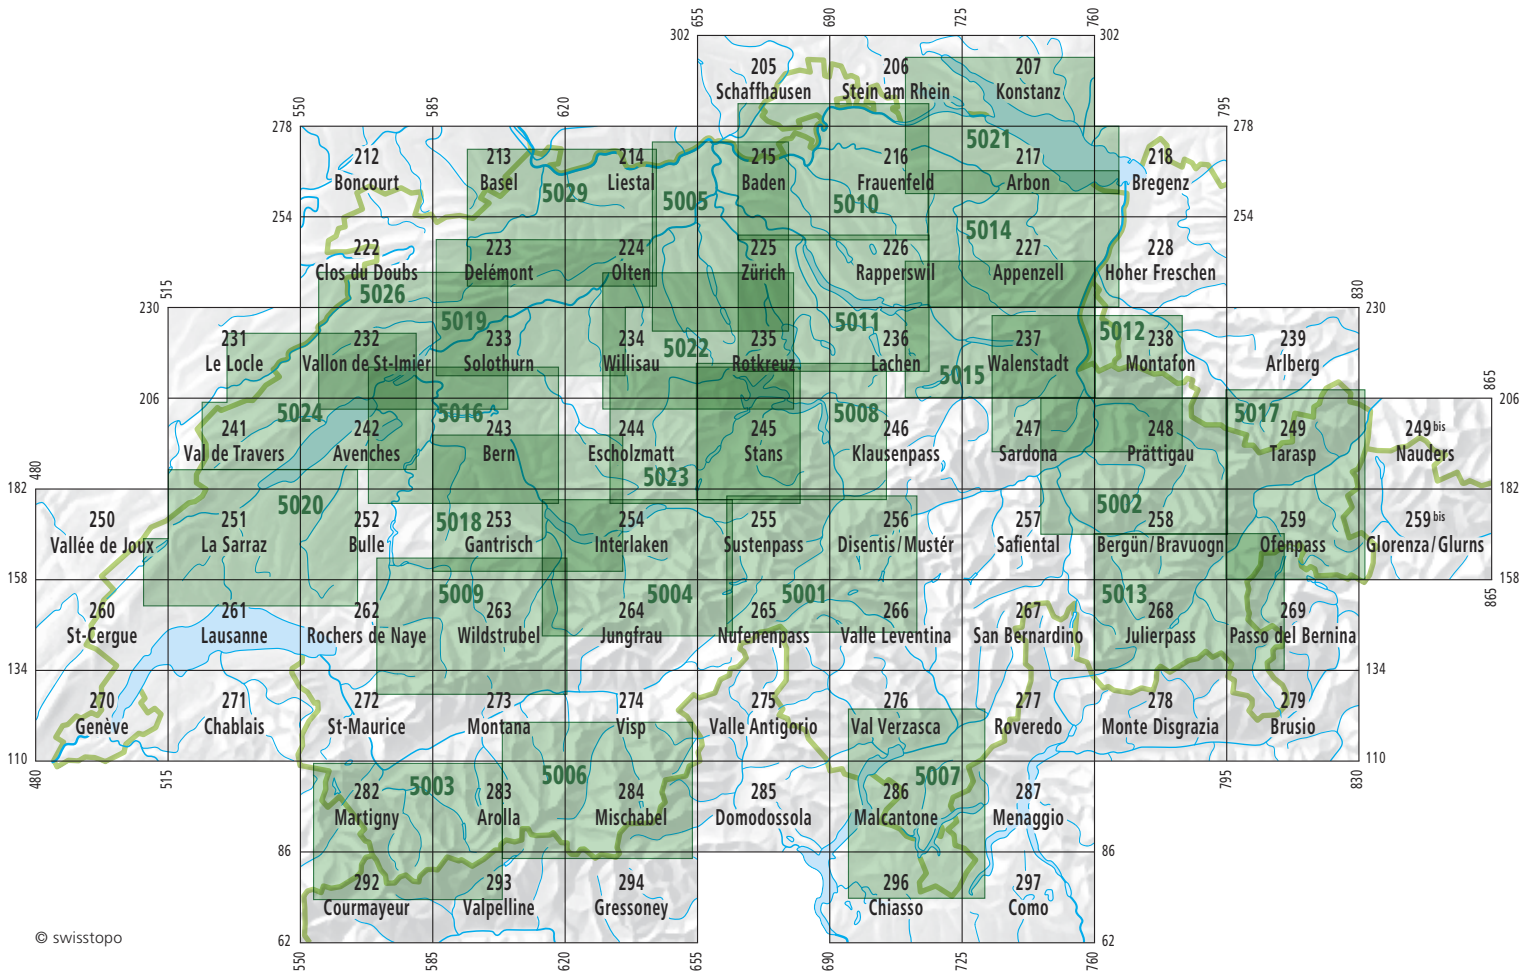 655 690 725 760
302 302
205 206 207
Schaffhausen Stein am Rhein Konstanz
550 585 620 795
278 278
5021
212 213 214 215 216 217 218
Boncourt Basel Liestal Baden Frauenfeld Arbon Bregenz
5029 5005 5010
254 254
5014
222 223 224 225 226 227 228
Clos du Doubs Delémont Olten Zürich Rapperswil Appenzell Hoher Freschen
515 5026 830
230 230
5019 5011 5012
231 232 233 234 235 236 237 238 239
Le Locle Vallon de St-Imier Solothurn Willisau 5022 Rotkreuz Lachen Walenstadt Montafon Arlberg
5015 865
206 206
5024 5016 5008 5017
241 242 243 244 245 246 247 248 249 249 bis
Val de Travers Avenches Bern Escholzmatt Stans Klausenpass Sardona Prättigau Tarasp Nauders
480 5023
182 182
5020 5018 5002
250 251 252 253 254 255 256 257 258 259 259 bis
Vallée de Joux La Sarraz Bulle Gantrisch Interlaken Sustenpass Disentis/Mustér Safiental Bergün/Bravuogn Ofenpass Glorenza/Glurns
158 158
5009 5004 5001 5013 865
260 261 262 263 264 265 266 267 268 269
St-Cergue Lausanne Rochers de Naye Wildstrubel Jungfrau Nufenenpass Valle Leventina San Bernardino Julierpass Passo del Bernina
134 134
270 271 272 273 274 275 276 277 278 279
Genève Chablais St-Maurice Montana Visp Valle Antigorio Val Verzasca Roveredo Monte Disgrazia Brusio
110 110
480 515 5003 5006 5007 795 830
282 283 284 285 286 287
Martigny Arolla Mischabel Domodossola Malcantone Menaggio
86 86
292 293 294 296 297
Courmayeur Valpelline Gressoney Chiasso Como
© swisstopo
62 62
550 585 620 655 690 725 760